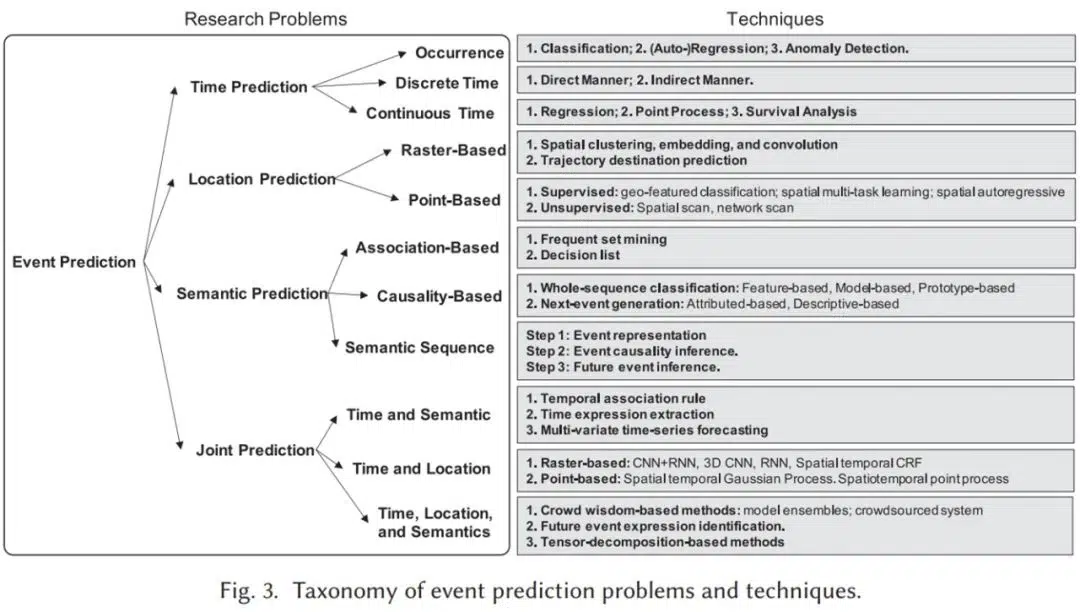 Research Problems
Techniques
Event Prediction
Time Prediction
Occurrence
1. Classification; 2. (Auto-)Regression; 3. Anomaly Detection.
Discrete Time
1. Direct Manner; 2. Indirect Manner.
Continuous Time
1. Regression; 2. Point Process; 3. Survival Analysis
Location Prediction
Raster-Based
1. Spatial clustering, embedding, and convolution
2. Trajectory destination prediction
Point-Based
1. Supervised: geo-featured classification; spatial multi-task learning; spatial autoregressive
2. Unsupervised: Spatial scan, network scan
Semantic Prediction
Association-Based
1. Frequent set mining
2. Decision list
Causality-Based
1. Whole-sequence classification: Feature-based, Model-based, Prototype-based
2. Next-event generation: Attributed-based, Descriptive-based
Semantic Sequence
Step 1: Event representation
Step 2: Event causality inference.
Step 3: Future event inference.
Joint Prediction
Time and Semantic
1. Temporal association rule
2. Time expression extraction
3. Multi-variate time-series forecasting
Time and Location
1. Raster-based: CNN+RNN, 3D CNN, RNN, Spatial temporal CRF
2. Point-based: Spatial temporal Gaussian Process. Spatiotemporal point process
Time, Location,
and Semantics
1. Crowd wisdom-based methods: model ensembles; crowdsourced system
2. Future event expression identification.
3. Tensor-decomposition-based methods
Fig. 3. Taxonomy of event prediction problems and techniques.